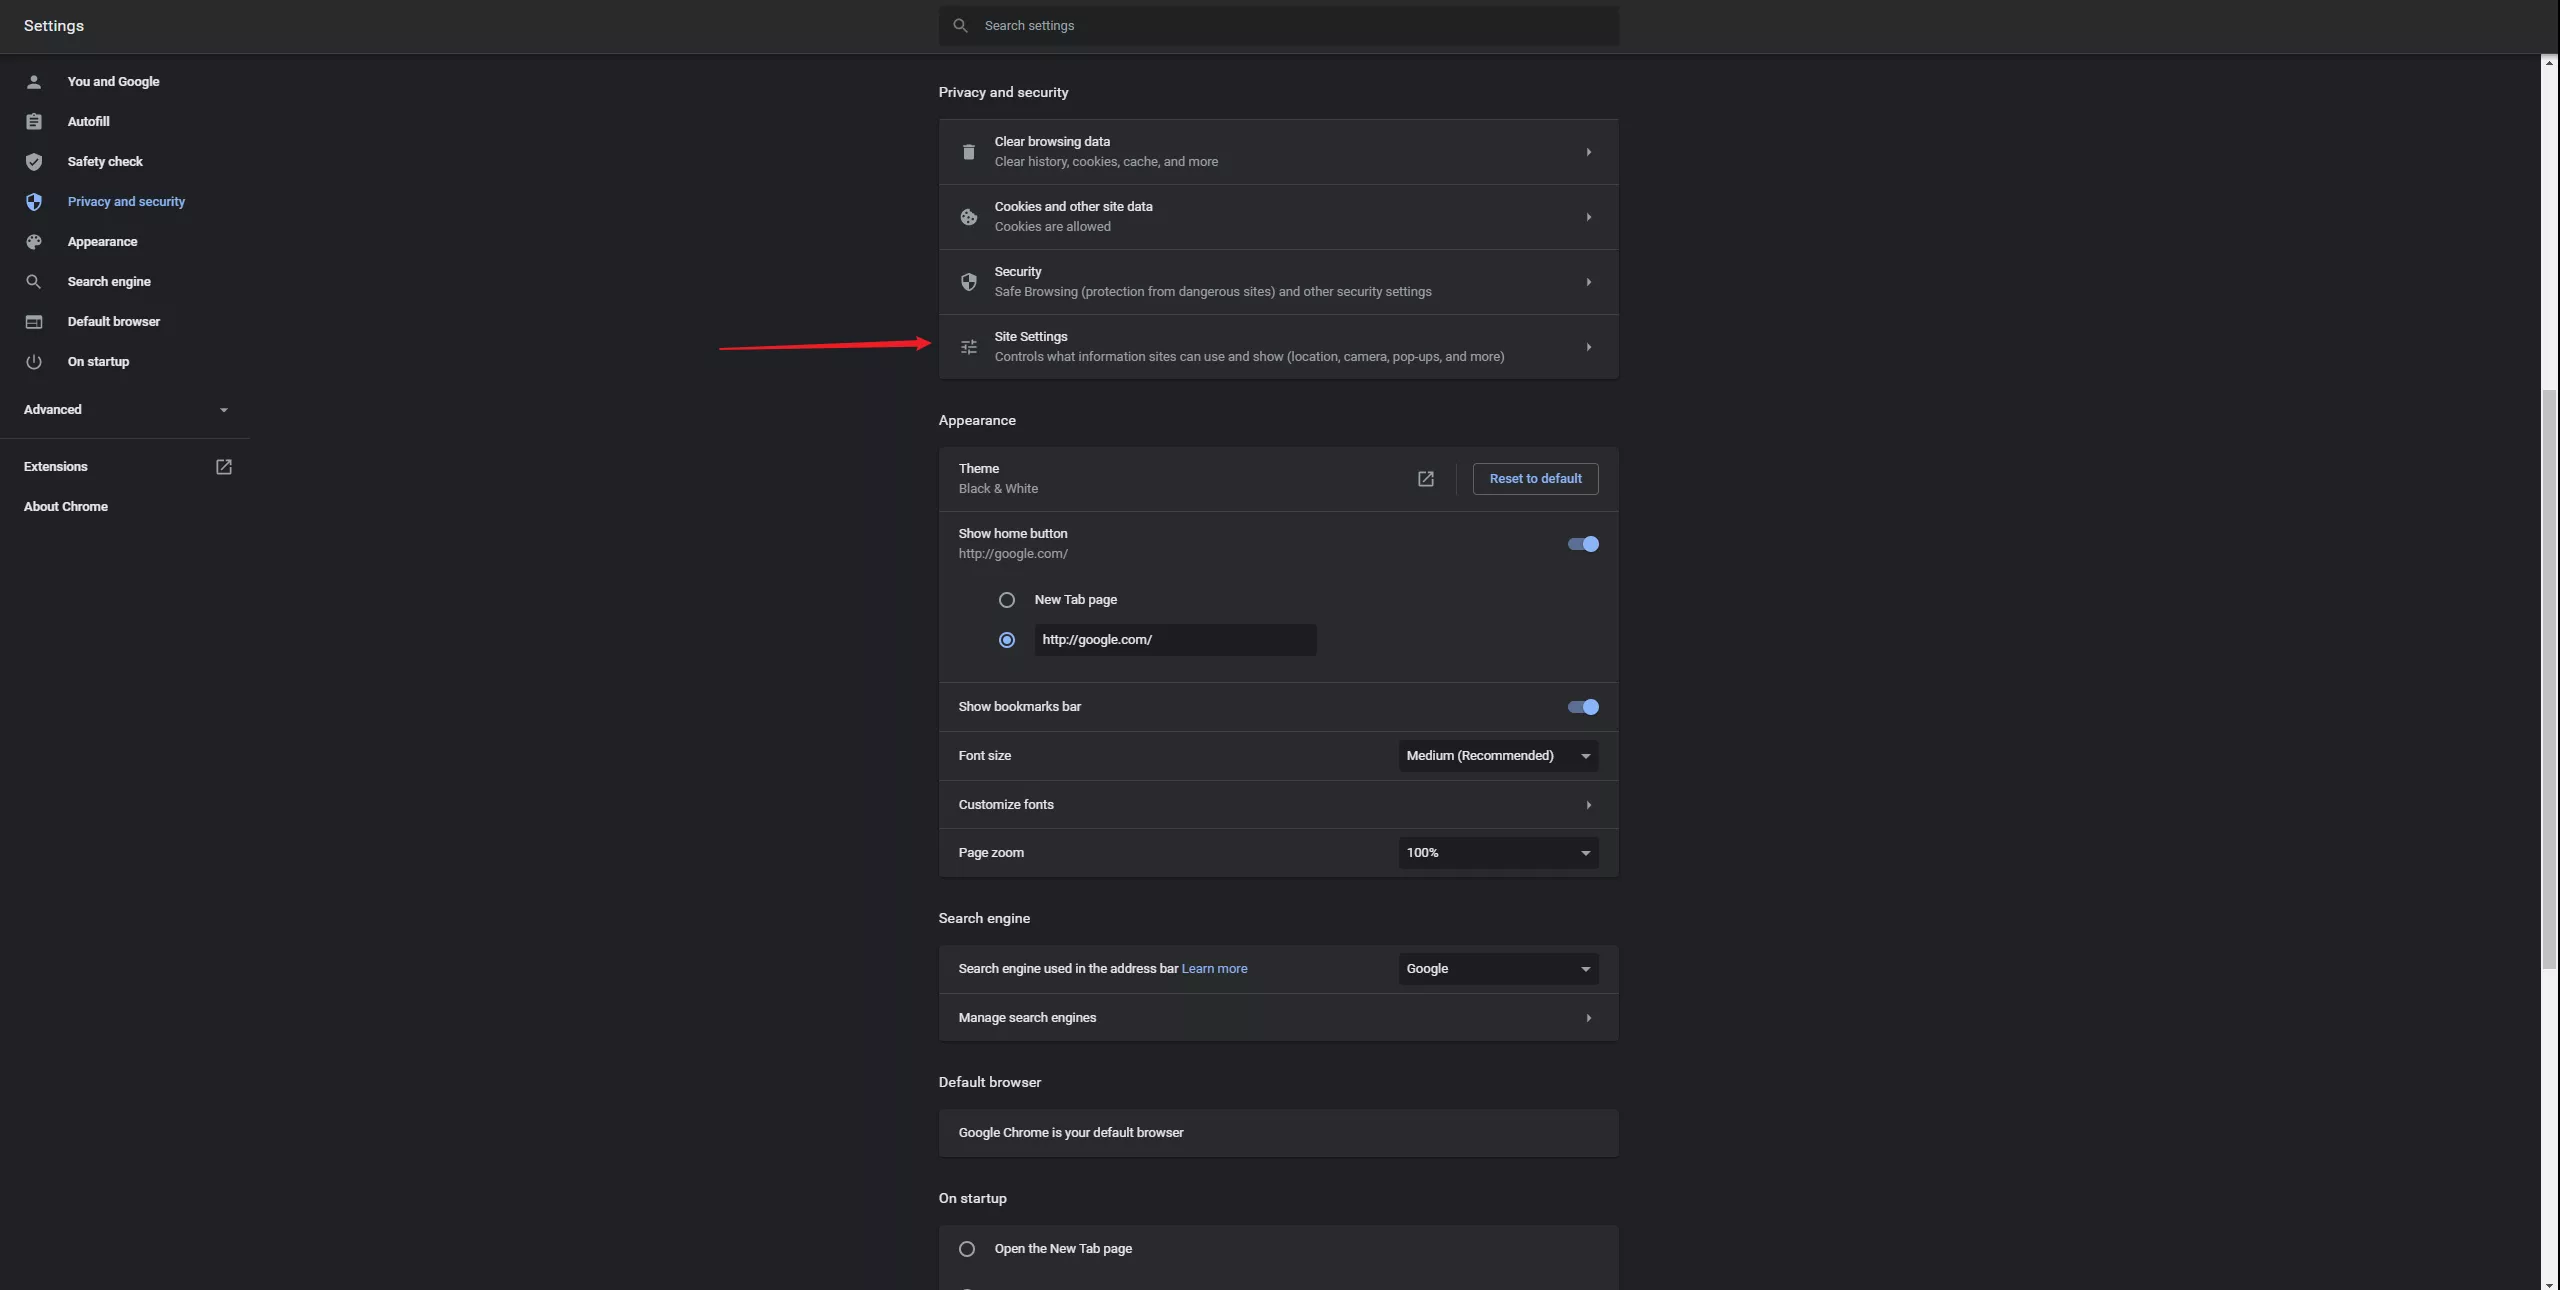 Settings
Search settings
You and Google
Autofill
Safety check
Privacy and security
Appearance
Search engine
Default browser
On startup
Advanced
Extensions
About Chrome
Privacy and security
Clear browsing data
Clear history, cookies, cache, and more
Cookies and other site data
Cookies are allowed
Security
Safe Browsing (protection from dangerous sites) and other security settings
Site Settings
Controls what information sites can use and show (location, camera, pop-ups, and more)
Appearance
Theme
Black & White
Reset to default
Show home button
http://google.com/
New Tab page
http://google.com/
Show bookmarks bar
Font size
Medium (Recommended)
Customize fonts
Page zoom
100%
Search engine
Search engine used in the address bar Learn more
Google
Manage search engines
Default browser
Google Chrome is your default browser
On startup
Open the New Tab page